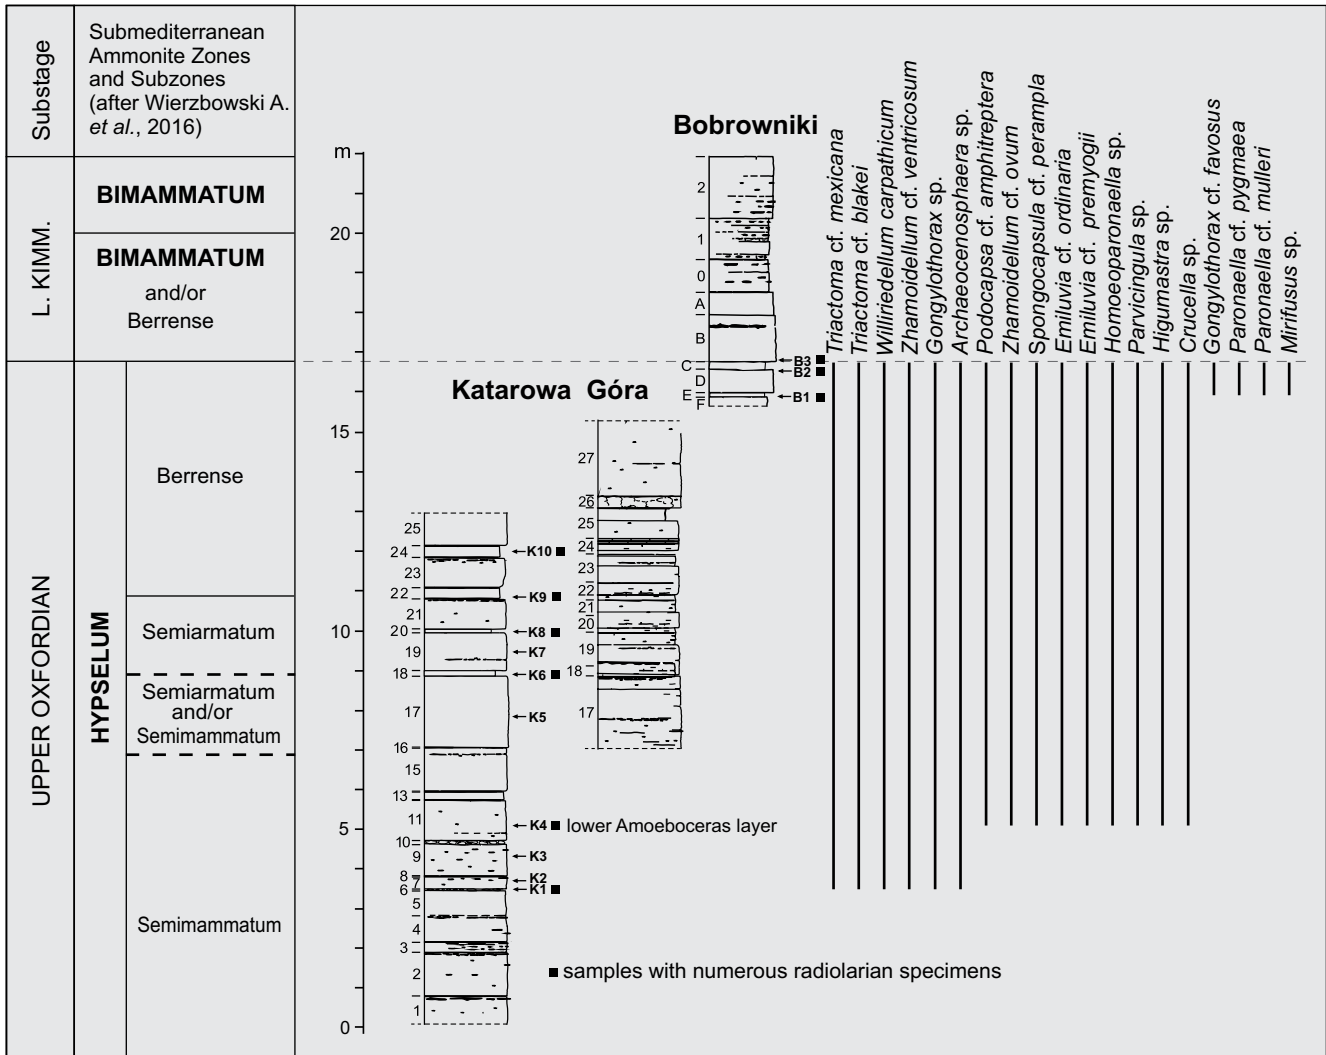 Substage
Submediterranean
Ammonite Zones
and Subzones
(after Wierzbowski A.
et al., 2016)
L. KIMM.
BIMAMMATUM
BIMAMMATUM
and/or
Berrense
UPPER OXFORDIAN
HYPSELUM
Berrense
Semiarmatum
Semiarmatum
and/or
Semimammatum
Semimammatum
m
20
15
10
5
0
Katarowa Góra
25
24
23
22
21
20
19
18
17
16
15
13
11
10
9
8
7
6
5
4
3
2
1
K10
K9
K8
K7
K6
K5
K4 lower Amoeboceras layer
K3
K2
K1
27
26
25
24
23
22
21
20
19
18
17
Bobrowniki
2
1
0
A
B
C
D
E
F
B3
B2
B1
Triactoma cf. mexicana
Triactoma cf. blakei
Williriedellum carpathicum
Zhamoidellum cf. ventricosum
Gongylothorax sp.
Archaeocenosphaera sp.
Podocapsa cf. amphitreptera
Zhamoidellum cf. ovum
Spongocapsula cf. perampla
Emiluvia cf. ordinaria
Emiluvia cf. premyogii
Homoeoparonaella sp.
Parvicingula sp.
Higumastra sp.
Crucella sp.
Gongylothorax cf. favosus
Paronaella cf. pygmaea
Paronaella cf. mulleri
Mirifusus sp.
samples with numerous radiolarian specimens